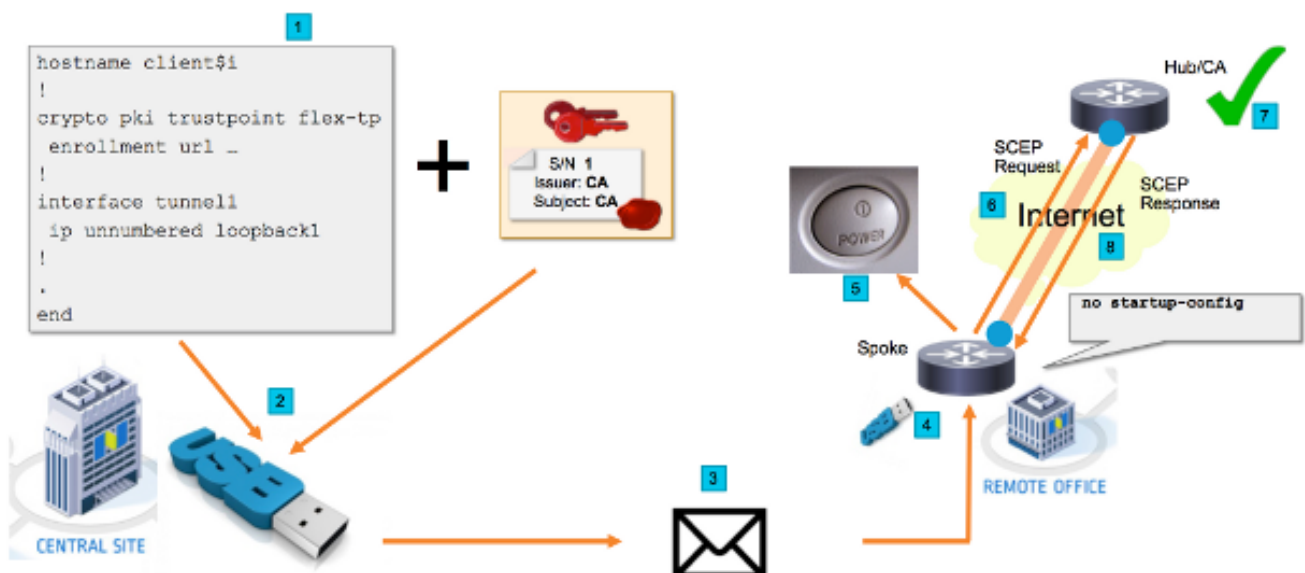 1
hostname client$i
!
crypto pki trustpoint flex-tp
enrollment url …
!
interface tunnel1
ip unnumbered loopback1
!
.
end
+
S/N 1
Issuer: CA
Subject: CA
2
USB
CENTRAL SITE
3
4
USB
5
POWER
Spoke
REMOTE OFFICE
no startup-config
6
SCEP
Request
Internet
SCEP
Response
8
Hub/CA
7